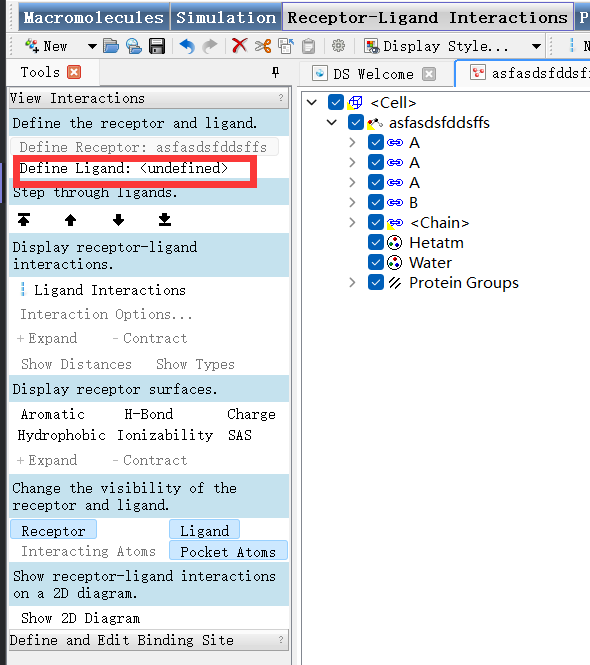 Macromolecules Simulation Receptor-Ligand Interactions P
New Display Style... N
Tools DS Welcome asfasdsfddsf
View Interactions ?
Define the receptor and ligand.
Define Receptor: asfasdsfddsffs
Define Ligand: <undefined>
Step through ligands.
Display receptor-ligand
interactions.
Ligand Interactions
Interaction Options...
+ Expand - Contract
Show Distances Show Types
Display receptor surfaces.
Aromatic H-Bond Charge
Hydrophobic Ionizability SAS
+ Expand - Contract
Change the visibility of the
receptor and ligand.
Receptor Ligand
Interacting Atoms Pocket Atoms
Show receptor-ligand interactions
on a 2D diagram.
Show 2D Diagram
Define and Edit Binding Site ?
<Cell>
asfasdsfddsffs
A
A
A
B
<Chain>
Hetatm
Water
Protein Groups